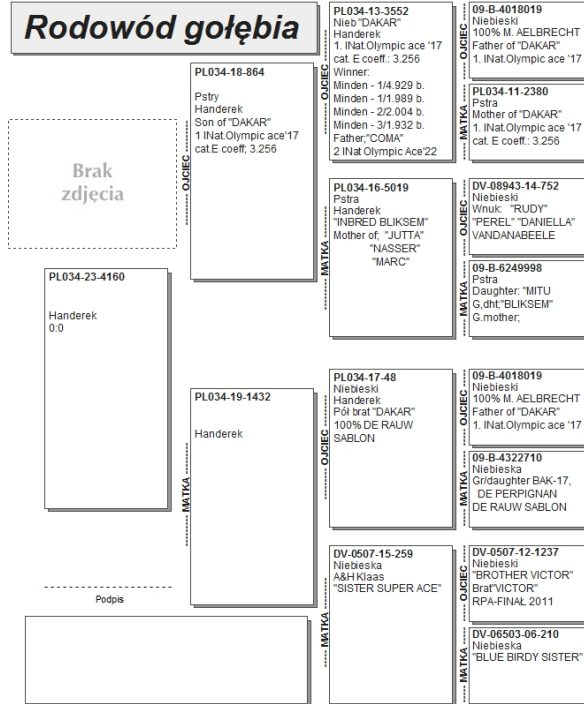 Rodowód gołębia
Brak
zdjęcia
PL034-23-4160
Handerek
0:0
Podpis
OJCIEC
PL034-18-864
Pstry
Handerek
Son of "DAKAR"
1 INat.Olympic ace'17
cat.E coeff; 3.256
MATKA
PL034-19-1432
Handerek
OJCIEC
PL034-13-3552
Nieb "DAKAR"
Handerek
1. INat.Olympic ace '17
cat. E coeff.: 3.256
Winner:
Minden - 1/4.929 b.
Minden - 1/1.989 b.
Minden - 2/2.004 b.
Minden - 3/1.932 b.
Father;"COMA"
2 INat Olympic Ace'22
MATKA
PL034-16-5019
Pstra
Handerek
"INBRED BLIKSEM"
Mother of; "JUTTA"
"NASSER"
"MARC"
OJCIEC
PL034-17-48
Niebieski
Handerek
Pół brat "DAKAR"
100% DE RAUW
SABLON
MATKA
DV-0507-15-259
Niebieska
A&H Klaas
"SISTER SUPER ACE"
OJCIEC
09-B-4018019
Niebieski
100% M. AELBRECHT
Father of "DAKAR"
1. INat.Olympic ace '17
MATKA
PL034-11-2380
Pstra
Mother of "DAKAR"
1. INat.Olympic ace '17
cat. E coeff.: 3.256
OJCIEC
DV-08943-14-752
Niebieski
Wnuk: "RUDY"
"PEREL" "DANIELLA"
VANDANABEELE
MATKA
09-B-6249998
Pstra
Daughter: "MITU
G,dht;"BLIKSEM"
G.mother;
OJCIEC
09-B-4018019
Niebieski
100% M. AELBRECHT
Father of "DAKAR"
1. INat.Olympic ace '17
MATKA
09-B-4322710
Niebieska
Gr/daughter BAK-17,
DE PERPIGNAN
DE RAUW SABLON
OJCIEC
DV-0507-12-1237
Niebieski
"BROTHER VICTOR"
Brat"VICTOR"
RPA-FINAŁ 2011
MATKA
DV-06503-06-210
Niebieska
"BLUE BIRDY SISTER"